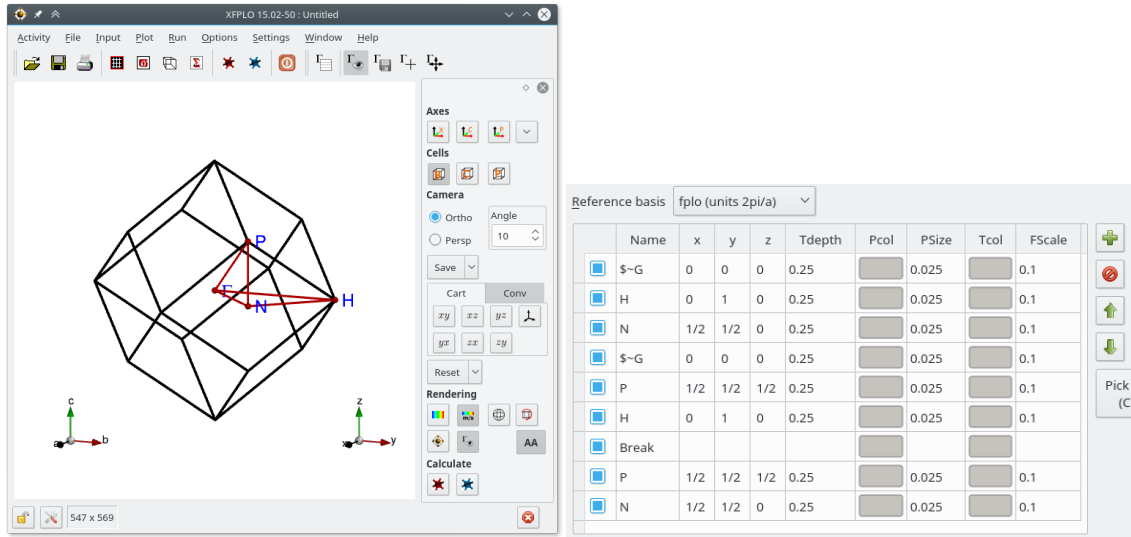 XFPLO 15.02-50 : Untitled
Activity File Input Plot Run Options Settings Window Help
Axes
Cells
Camera
Ortho
Persp
Angle
10
Save
Cart Conv
xy xz yz
yx zx zy
Reset
Rendering
AA
Calculate
P
Γ
N
H
c
a b
z
x y
547 x 569
Reference basis fplo (units 2pi/a)
Name x y z Tdepth Pcol PSize Tcol FScale
$~G 0 0 0 0.25 0.025 0.1
H 0 1 0 0.25 0.025 0.1
N 1/2 1/2 0 0.25 0.025 0.1
$~G 0 0 0 0.25 0.025 0.1
P 1/2 1/2 1/2 0.25 0.025 0.1
H 0 1 0 0.25 0.025 0.1
Break
P 1/2 1/2 1/2 0.25 0.025 0.1
N 1/2 1/2 0 0.25 0.025 0.1
Pick
(C